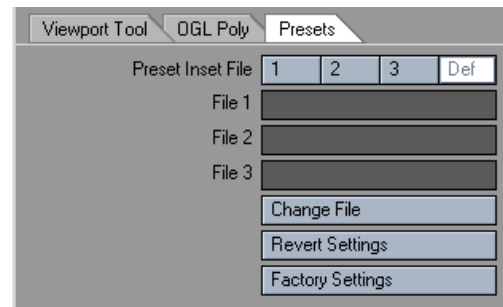 Viewport Tool OGL Poly Presets
Preset Inset File 1 2 3 Def
File 1
File 2
File 3
Change File
Revert Settings
Factory Settings